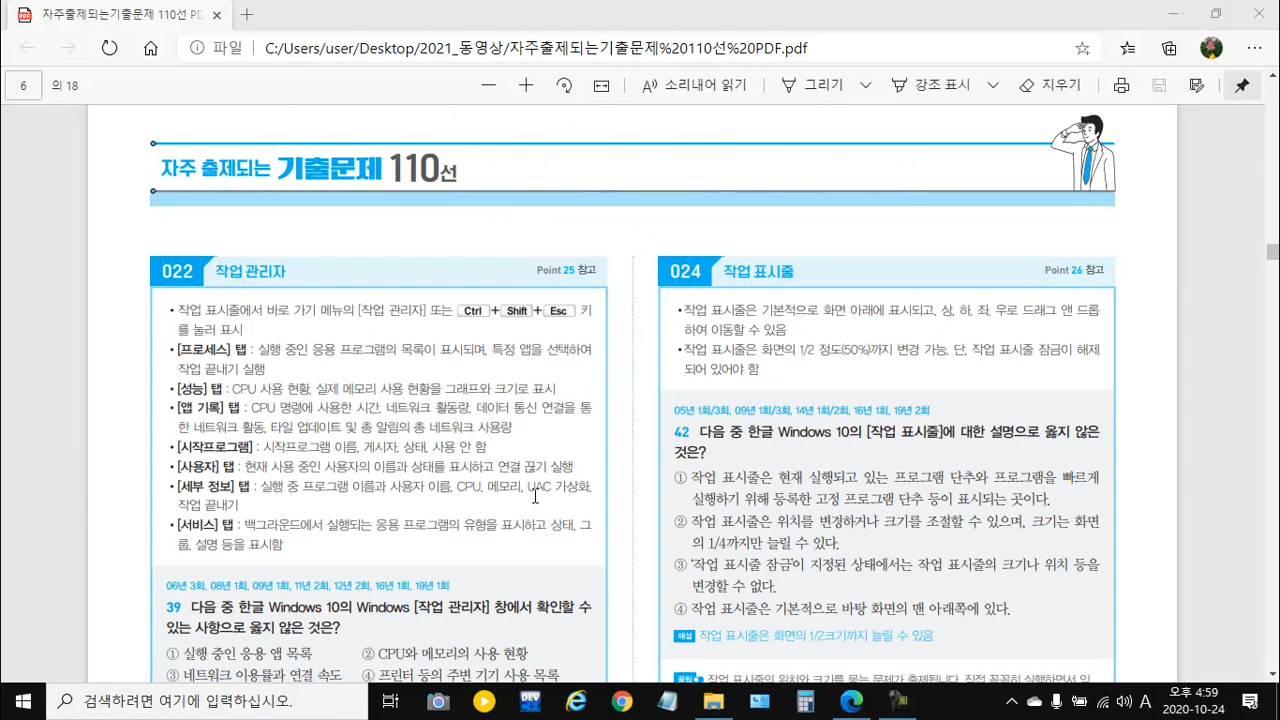 자주출제되는기출문제 110선 PD
파일 C:/Users/user/Desktop/2021_동영상/자주출제되는기출문제%20110선%20PDF.pdf
6 의 18 소리내어 읽기 그리기 강조 표시 지우기
자주 출제되는 기출문제 110선
022 작업 관리자 Point 25 참고
• 작업 표시줄에서 바로 가기 메뉴의 [작업 관리자] 또는 Ctrl+Shift+Esc 키
를 눌러 표시
• [프로세스] 탭 : 실행 중인 응용 프로그램의 목록이 표시되며, 특정 앱을 선택하여
작업 끝내기 실행
• [성능] 탭 : CPU 사용 현황, 실제 메모리 사용 현황을 그래프와 크기로 표시
• [앱 기록] 탭 : CPU 명령에 사용한 시간, 네트워크 활동량, 데이터 통신 연결을 통
한 네트워크 활동, 타일 업데이트 및 총 알림의 총 네트워크 사용량
• [시작프로그램] : 시작프로그램 이름, 게시자, 상태, 사용 안 함
• [사용자] 탭 : 현재 사용 중인 사용자의 이름과 상태를 표시하고 연결 끊기 실행
• [세부 정보] 탭 : 실행 중 프로그램 이름과 사용자 이름, CPU, 메모리, UAC 가상화,
작업 끝내기
• [서비스] 탭 : 백그라운드에서 실행되는 응용 프로그램의 유형을 표시하고 상태, 그
룹, 설명 등을 표시함
06년 3회, 08년 1회, 09년 1회, 11년 2회, 12년 2회, 16년 1회, 19년 1회
39 다음 중 한글 Windows 10의 Windows [작업 관리자] 창에서 확인할 수
있는 사항으로 옳지 않은 것은?
① 실행 중인 응용 앱 목록 ② CPU와 메모리의 사용 현황
③ 네트워크 이용률과 연결 속도 ④ 프린터 등의 주변 기기 사용 목록
024 작업 표시줄 Point 26 참고
• 작업 표시줄은 기본적으로 화면 아래에 표시되고, 상, 하, 좌, 우로 드래그 앤 드롭
하여 이동할 수 있음
• 작업 표시줄은 화면의 1/2 정도(50%)까지 변경 가능, 단, 작업 표시줄 잠금이 해제
되어 있어야 함
05년 1회/3회, 09년 1회/3회, 14년 1회/2회, 16년 1회, 19년 2회
42 다음 중 한글 Windows 10의 [작업 표시줄]에 대한 설명으로 옳지 않은
것은?
① 작업 표시줄은 현재 실행되고 있는 프로그램 단추와 프로그램을 빠르게
실행하기 위해 등록한 고정 프로그램 단추 등이 표시되는 곳이다.
② 작업 표시줄은 위치를 변경하거나 크기를 조절할 수 있으며, 크기는 화면
의 1/4까지만 늘릴 수 있다.
③ '작업 표시줄 잠금'이 지정된 상태에서는 작업 표시줄의 크기나 위치 등을
변경할 수 없다.
④ 작업 표시줄은 기본적으로 바탕 화면의 맨 아래쪽에 있다.
해설 작업 표시줄은 화면의 1/2크기까지 늘릴 수 있음
꿀팁 작업 표시줄의 위치와 크기를 묻는 문제가 출제됩니다. 직접 꼼꼼히 실행하면서 익
검색하려면 여기에 입력하십시오.
A 오후 4:59
2020-10-24